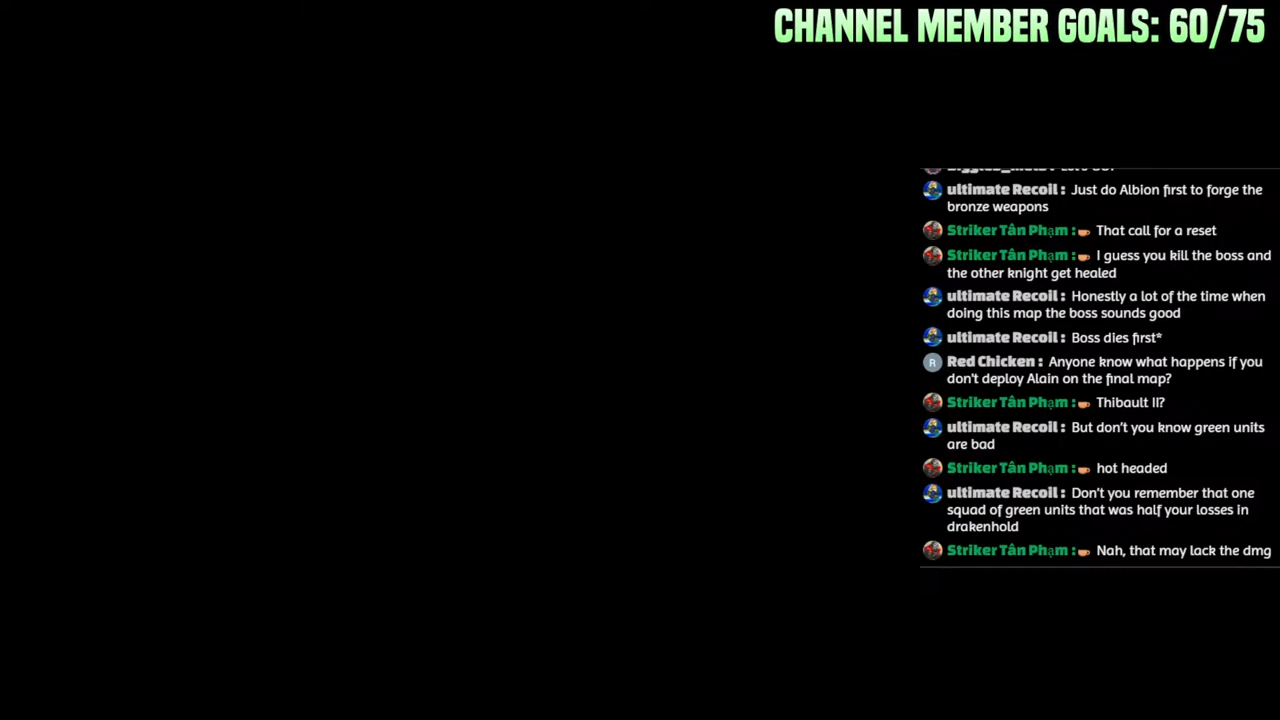 CHANNEL MEMBER GOALS: 60/75
ultimate Recoil : Just do Albion first to forge the
bronze weapons
Striker Tân Phạm : That call for a reset
Striker Tân Phạm : I guess you kill the boss and
the other knight get healed
ultimate Recoil : Honestly a lot of the time when
doing this map the boss sounds good
ultimate Recoil : Boss dies first*
R Red Chicken : Anyone know what happens if you
don't deploy Alain on the final map?
Striker Tân Phạm : Thibault II?
ultimate Recoil : But don't you know green units
are bad
Striker Tân Phạm : hot headed
ultimate Recoil : Don't you remember that one
squad of green units that was half your losses in
drakenhold
Striker Tân Phạm : Nah, that may lack the dmg